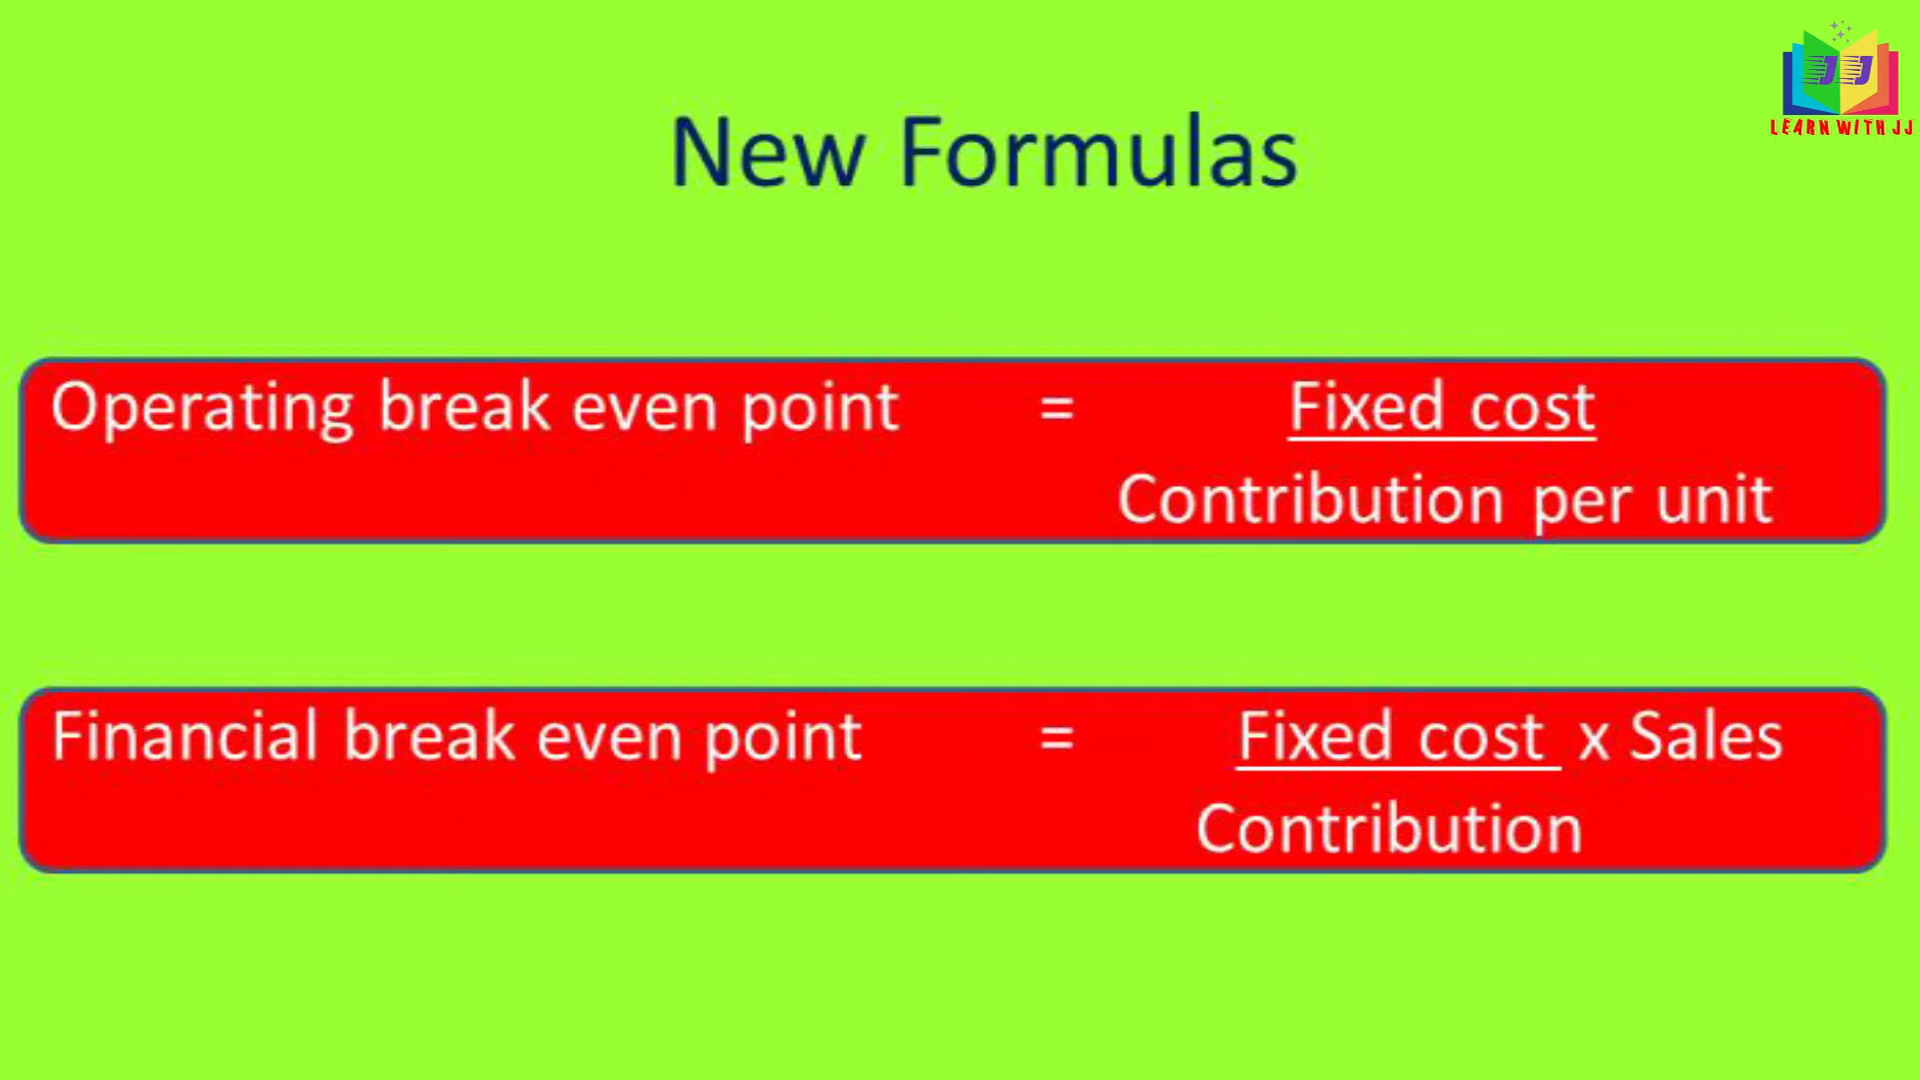 LEARN WITH JJ
New Formulas
Operating break even point = Fixed cost
Contribution per unit
Financial break even point = Fixed cost x Sales
Contribution